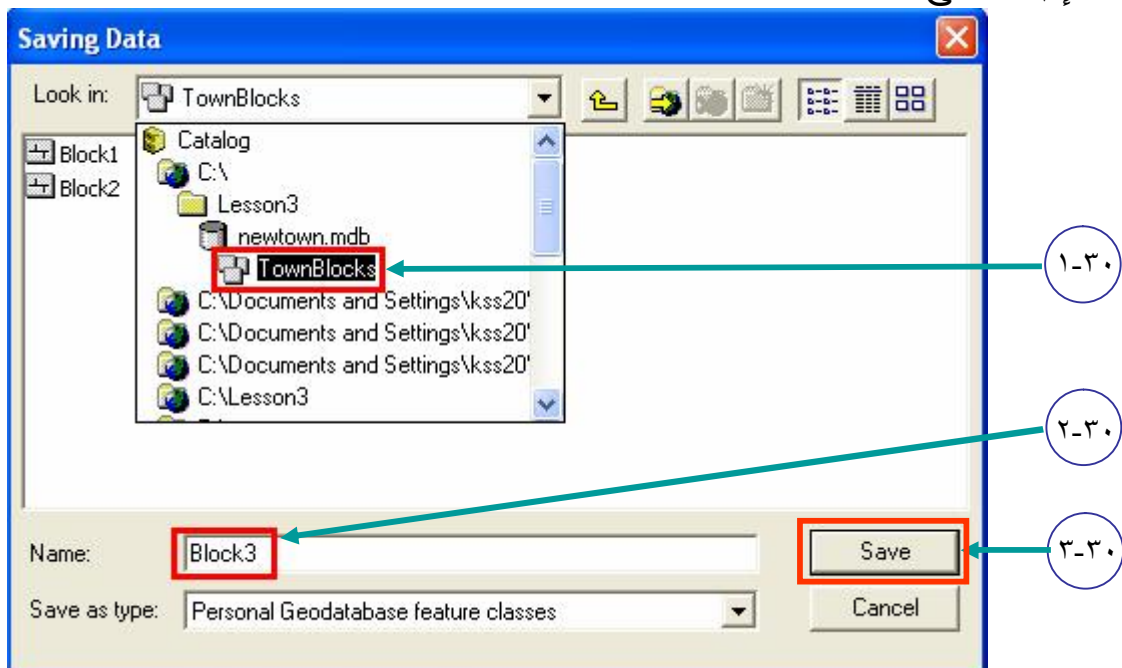 Saving Data
Look in: TownBlocks
Block1
Block2
Catalog
C:\
Lesson3
newtown.mdb
TownBlocks
C:\Documents and Settings\kss20'
C:\Documents and Settings\kss20'
C:\Documents and Settings\kss20'
C:\Lesson3
١-٣٠
٢-٣٠
Name: Block3
Save
٣-٣٠
Save as type: Personal Geodatabase feature classes
Cancel